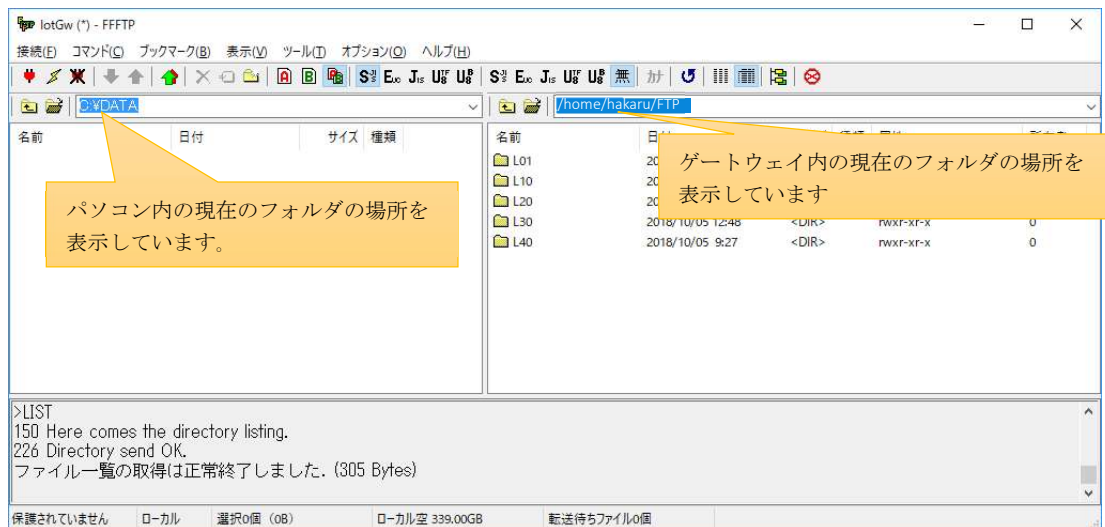 IotGw (*) - FFFTP
接続(F) コマンド(C) ブックマーク(B) 表示(V) ツール(T) オプション(O) ヘルプ(H)
C:¥DATA
/home/hakaru/FTP
名前 日付 サイズ 種類
名前
L01
L10
L20
L30 2018/10/05 12:48 <DIR> rwxr-xr-x 0
L40 2018/10/05 9:27 <DIR> rwxr-xr-x 0
パソコン内の現在のフォルダの場所を
表示しています。
ゲートウェイ内の現在のフォルダの場所を
表示しています
>LIST
150 Here comes the directory listing.
226 Directory send OK.
ファイル一覧の取得は正常終了しました. (305 Bytes)
保護されていません ローカル 選択0個 (0B) ローカル空 339.00GB 転送待ちファイル0個